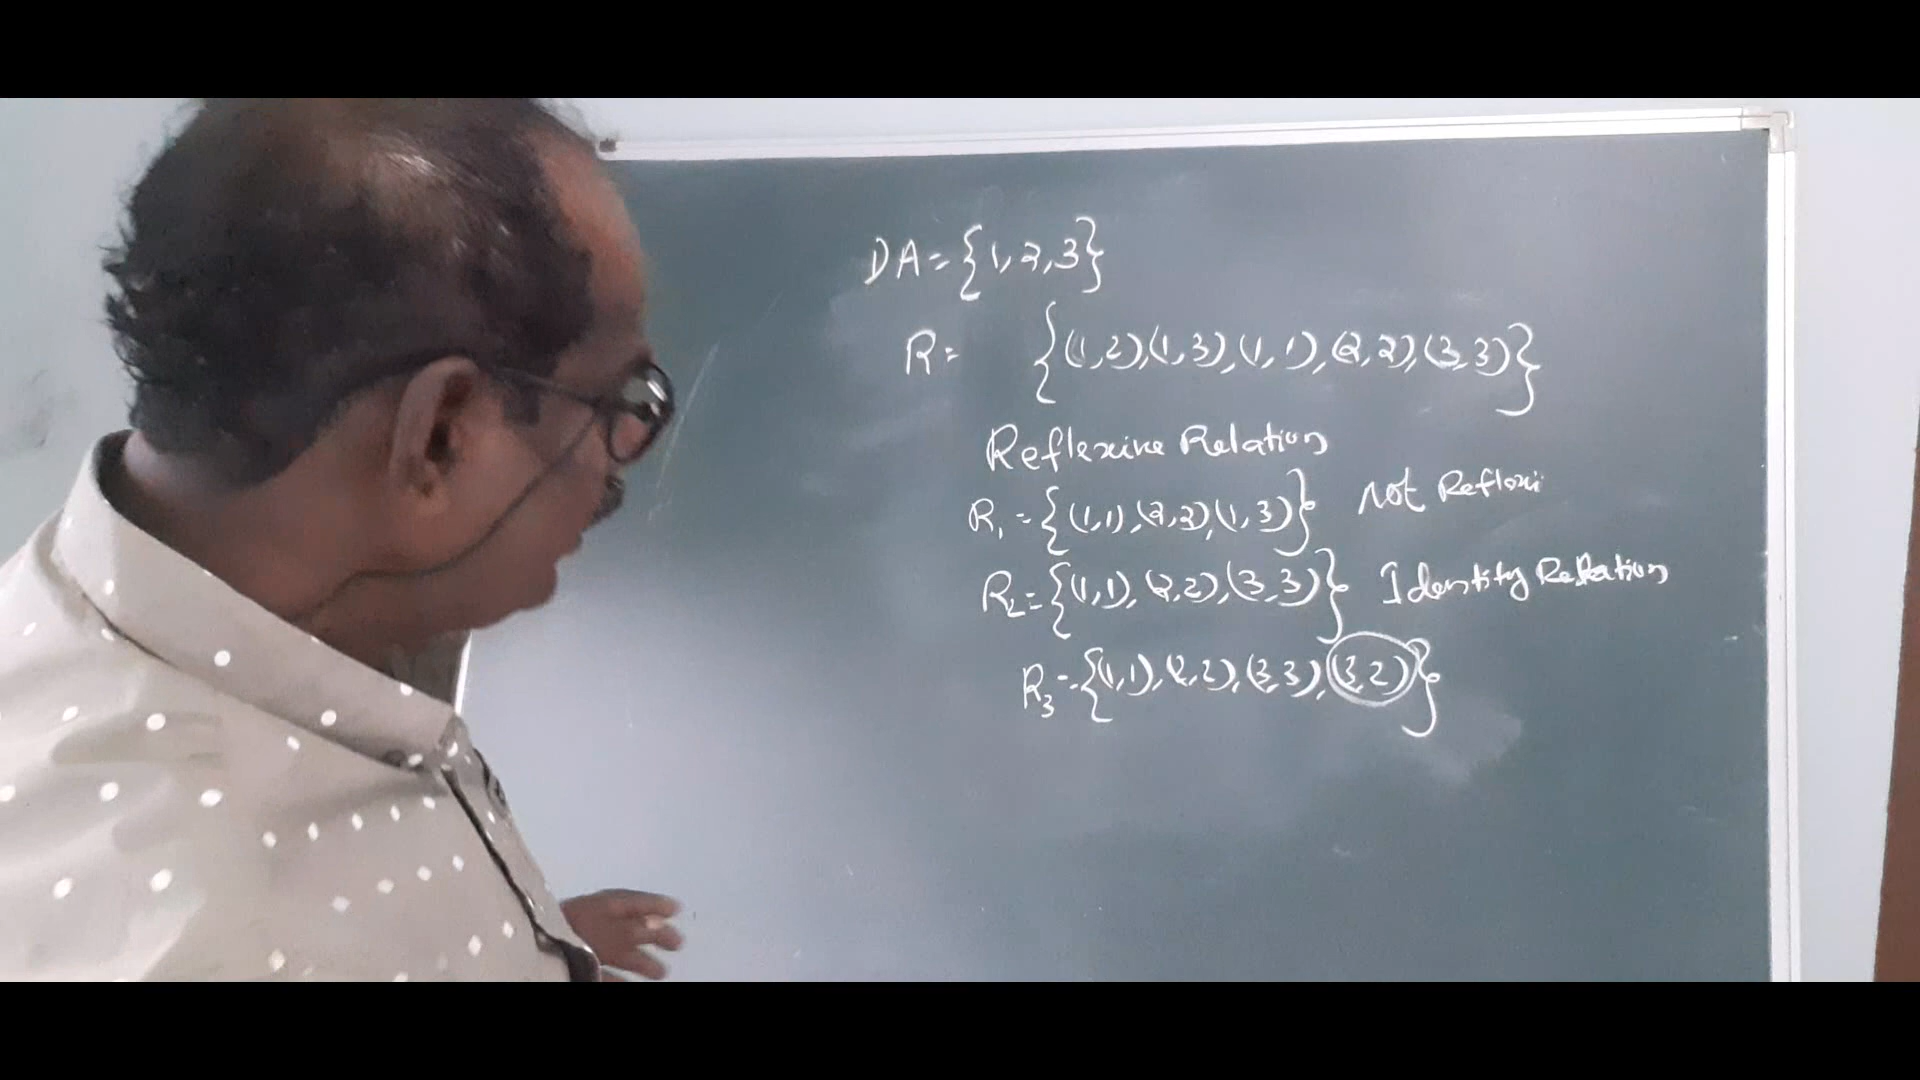 1) A = {1, 2, 3}
R = {(1, 2), (1, 3), (1, 1), (2, 2), (3, 3)}
Reflexive Relation
R₁ = {(1, 1), (2, 2), (1, 3)} Not Reflexi
R₂ = {(1, 1), (2, 2), (3, 3)} Identity Relation
R₃ = {(1, 1), (2, 2), (3, 3), (3, 2)}